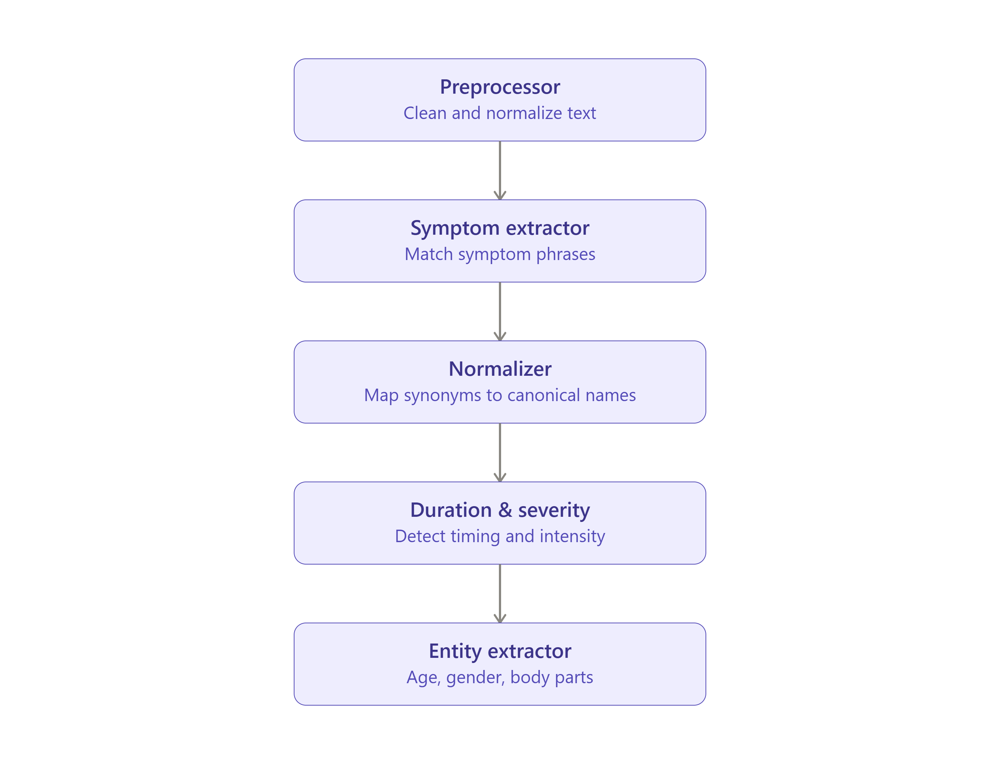 Preprocessor
Clean and normalize text
Symptom extractor
Match symptom phrases
Normalizer
Map synonyms to canonical names
Duration & severity
Detect timing and intensity
Entity extractor
Age, gender, body parts